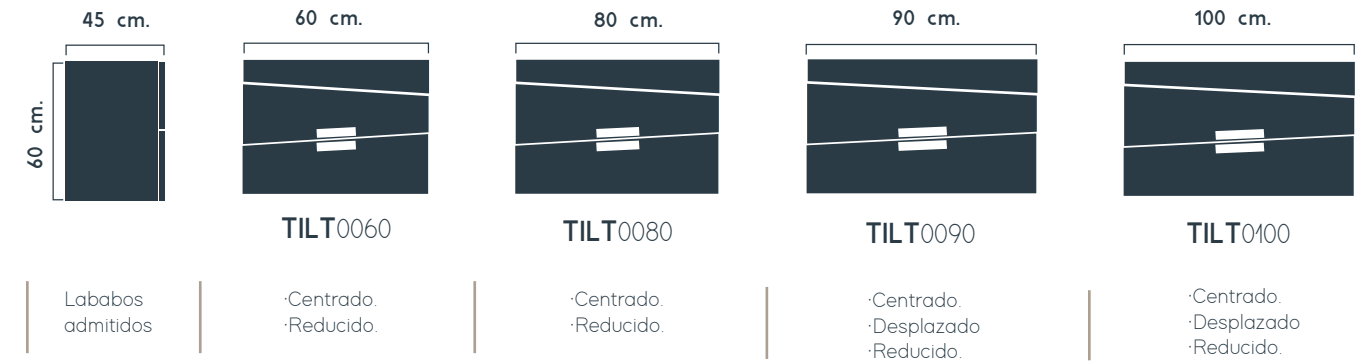 45 cm.
60 cm.
80 cm.
90 cm.
100 cm.
60 cm.
TILT0060
TILT0080
TILT0090
TILT0100
Lababos
admitidos
·Centrado.
·Reducido.
·Centrado.
·Reducido.
·Centrado.
·Desplazado
·Reducido.
·Centrado.
·Desplazado
·Reducido.